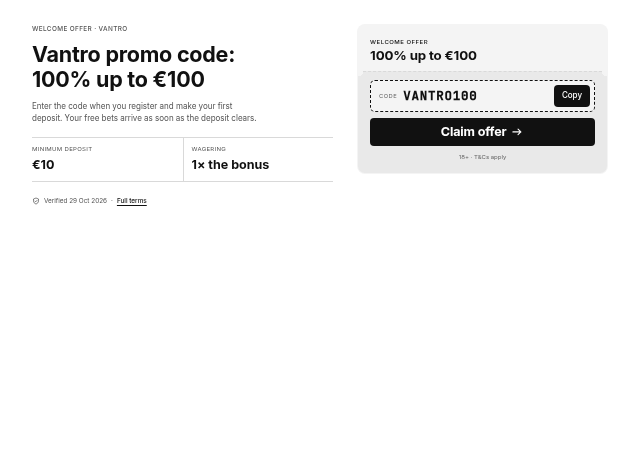 WELCOME OFFER · VANTRO
Vantro promo code:
100% up to €100
Enter the code when you register and make your first
deposit. Your free bets arrive as soon as the deposit clears.
MINIMUM DEPOSIT
€10
WAGERING
1× the bonus
Verified 29 Oct 2026 · Full terms
WELCOME OFFER
100% up to €100
CODE VANTRO100 Copy
Claim offer →
18+ · T&Cs apply